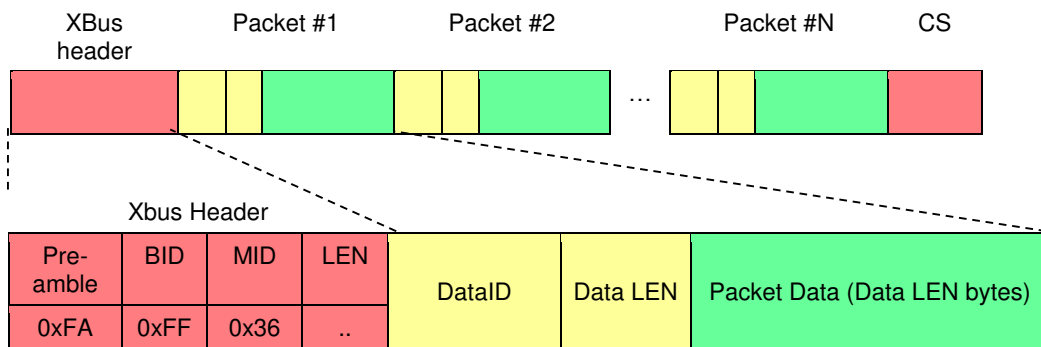 XBus
header
Packet #1
Packet #2
Packet #N
CS
...
Xbus Header
Pre-
amble
BID
MID
LEN
DataID
Data LEN
Packet Data (Data LEN bytes)
0xFA
0xFF
0x36
..